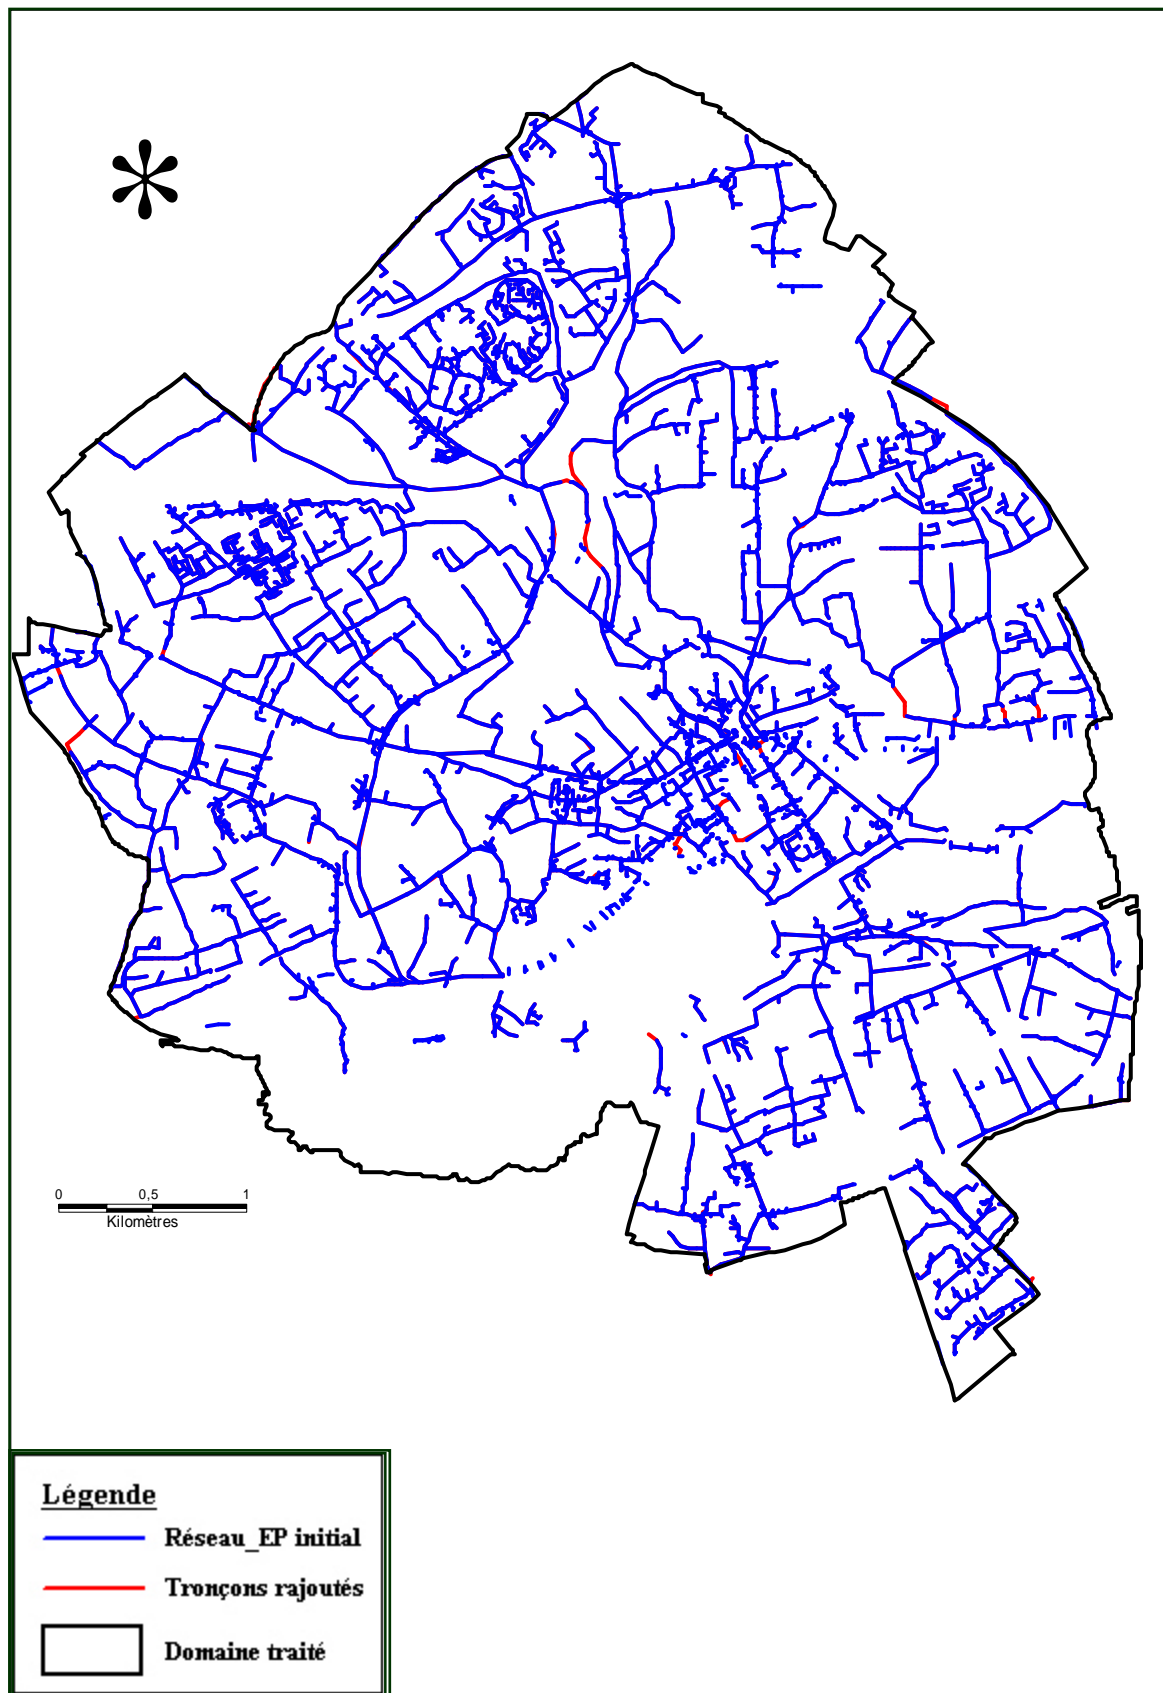 0 0,5 1
Kilomètres
Légende
Réseau_EP initial
Tronçons rajoutés
Domaine traité